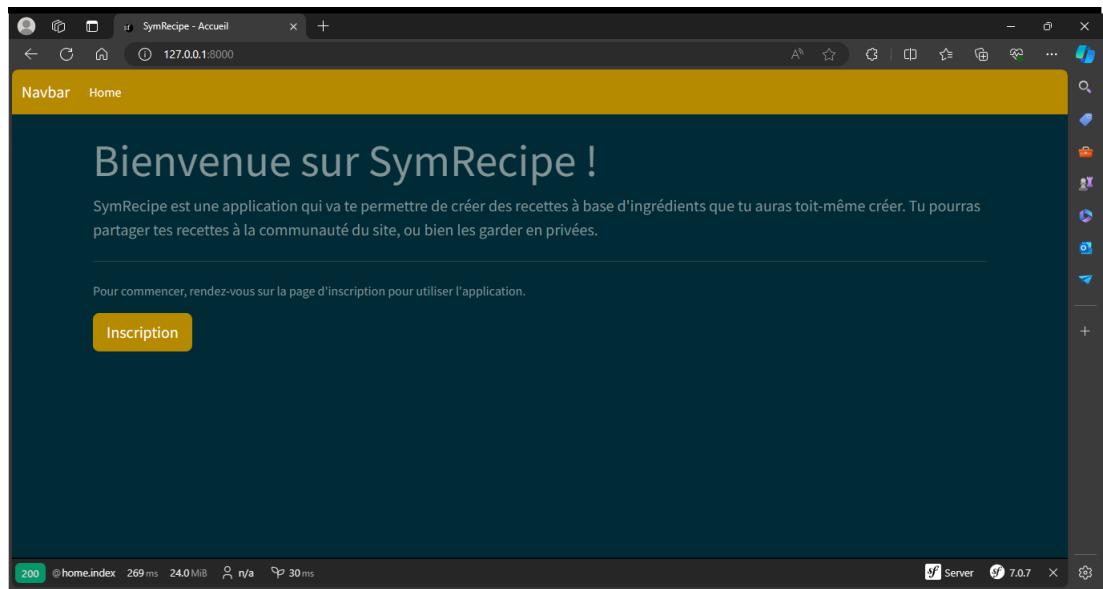 SymRecipe - Accueil
127.0.0.1:8000
Navbar Home
Bienvenue sur SymRecipe !
SymRecipe est une application qui va te permettre de créer des recettes à base d'ingrédients que tu auras toit-même créer. Tu pourras
partager tes recettes à la communauté du site, ou bien les garder en privées.
Pour commencer, rendez-vous sur la page d'inscription pour utiliser l'application.
Inscription
200 @home.index 269 ms 24.0 MiB n/a 30 ms Server 7.0.7